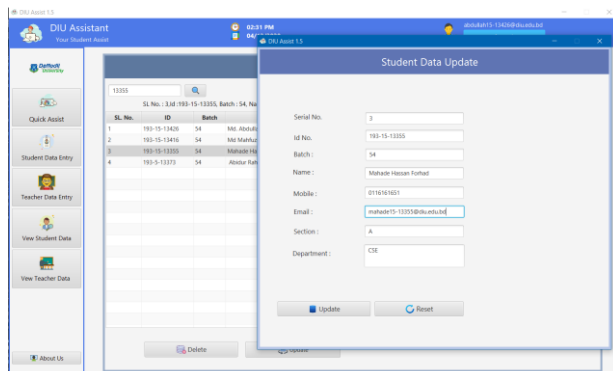 DIU Assist 1.5
DIU Assistant
Your Student Assist
02:31 PM
abdullah15-13426@diu.edu.bd
Daffodil
University
Quick Assist
Student Data Entry
Teacher Data Entry
View Student Data
View Teacher Data
About Us
13355
SL No. : 3,Id :193-15-13355, Batch : 54, Na
SL. No. ID Batch
1 193-15-13426 54 Md. Abdulla
2 193-15-13416 54 Md Mahfuz
3 193-15-13355 54 Mahade Ha
4 193-5-13373 54 Abidur Rah
Delete
Update
DIU Assist 1.5
Student Data Update
Serial No. 3
Id No. 193-15-13355
Batch : 54
Name : Mahade Hassan Forhad
Mobile : 0116161651
Email : mahade15-13355@diu.edu.bd
Section : A
Department : CSE
Update
Reset